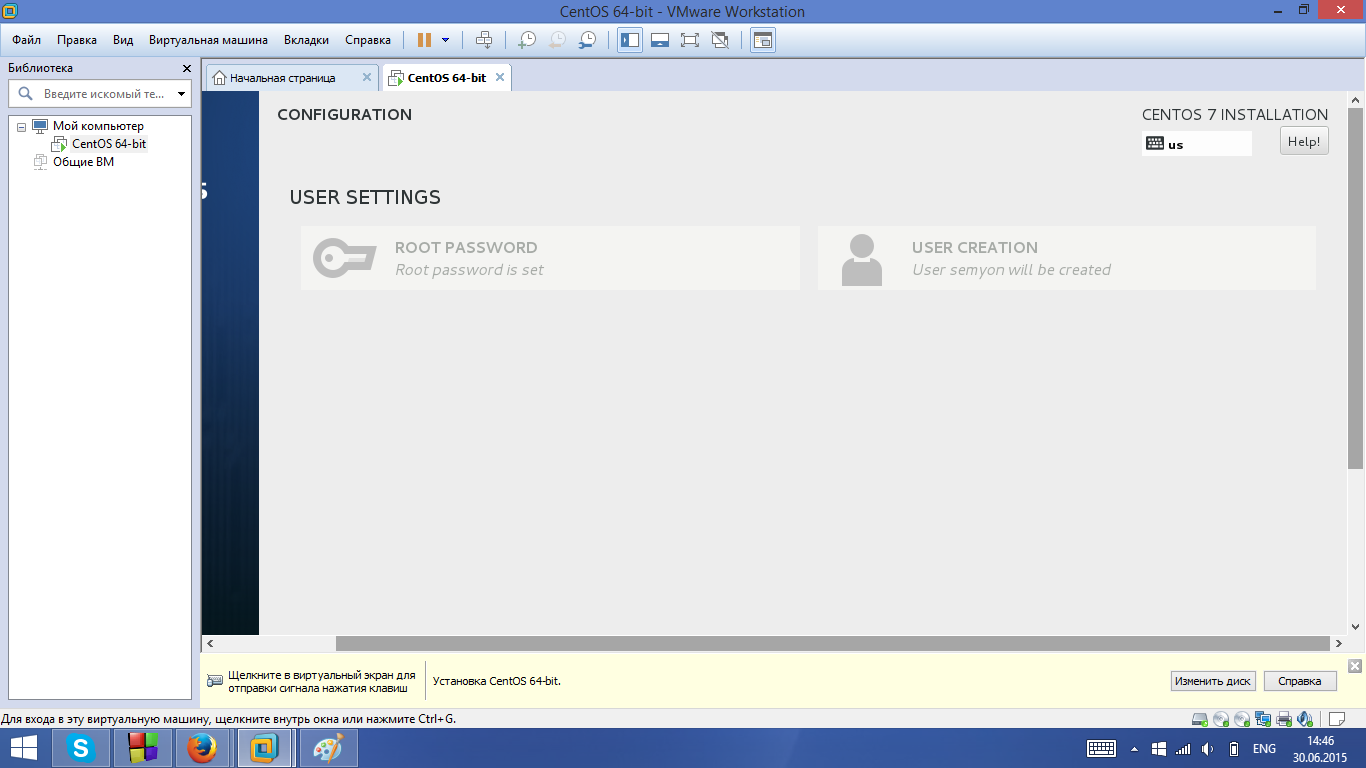 CentOS 64-bit - VMware Workstation
Файл Правка Вид Виртуальная машина Вкладки Справка
Библиотека
Введите искомый те...
Мой компьютер
CentOS 64-bit
Общие ВМ
Начальная страница
CentOS 64-bit
CONFIGURATION
CENTOS 7 INSTALLATION
us
Help!
USER SETTINGS
ROOT PASSWORD
Root password is set
USER CREATION
User semyon will be created
Щелкните в виртуальный экран для
отправки сигнала нажатия клавиш
Установка CentOS 64-bit.
Изменить диск
Справка
Для входа в эту виртуальную машину, щелкните внутрь окна или нажмите Ctrl+G.
ENG
14:46
30.06.2015